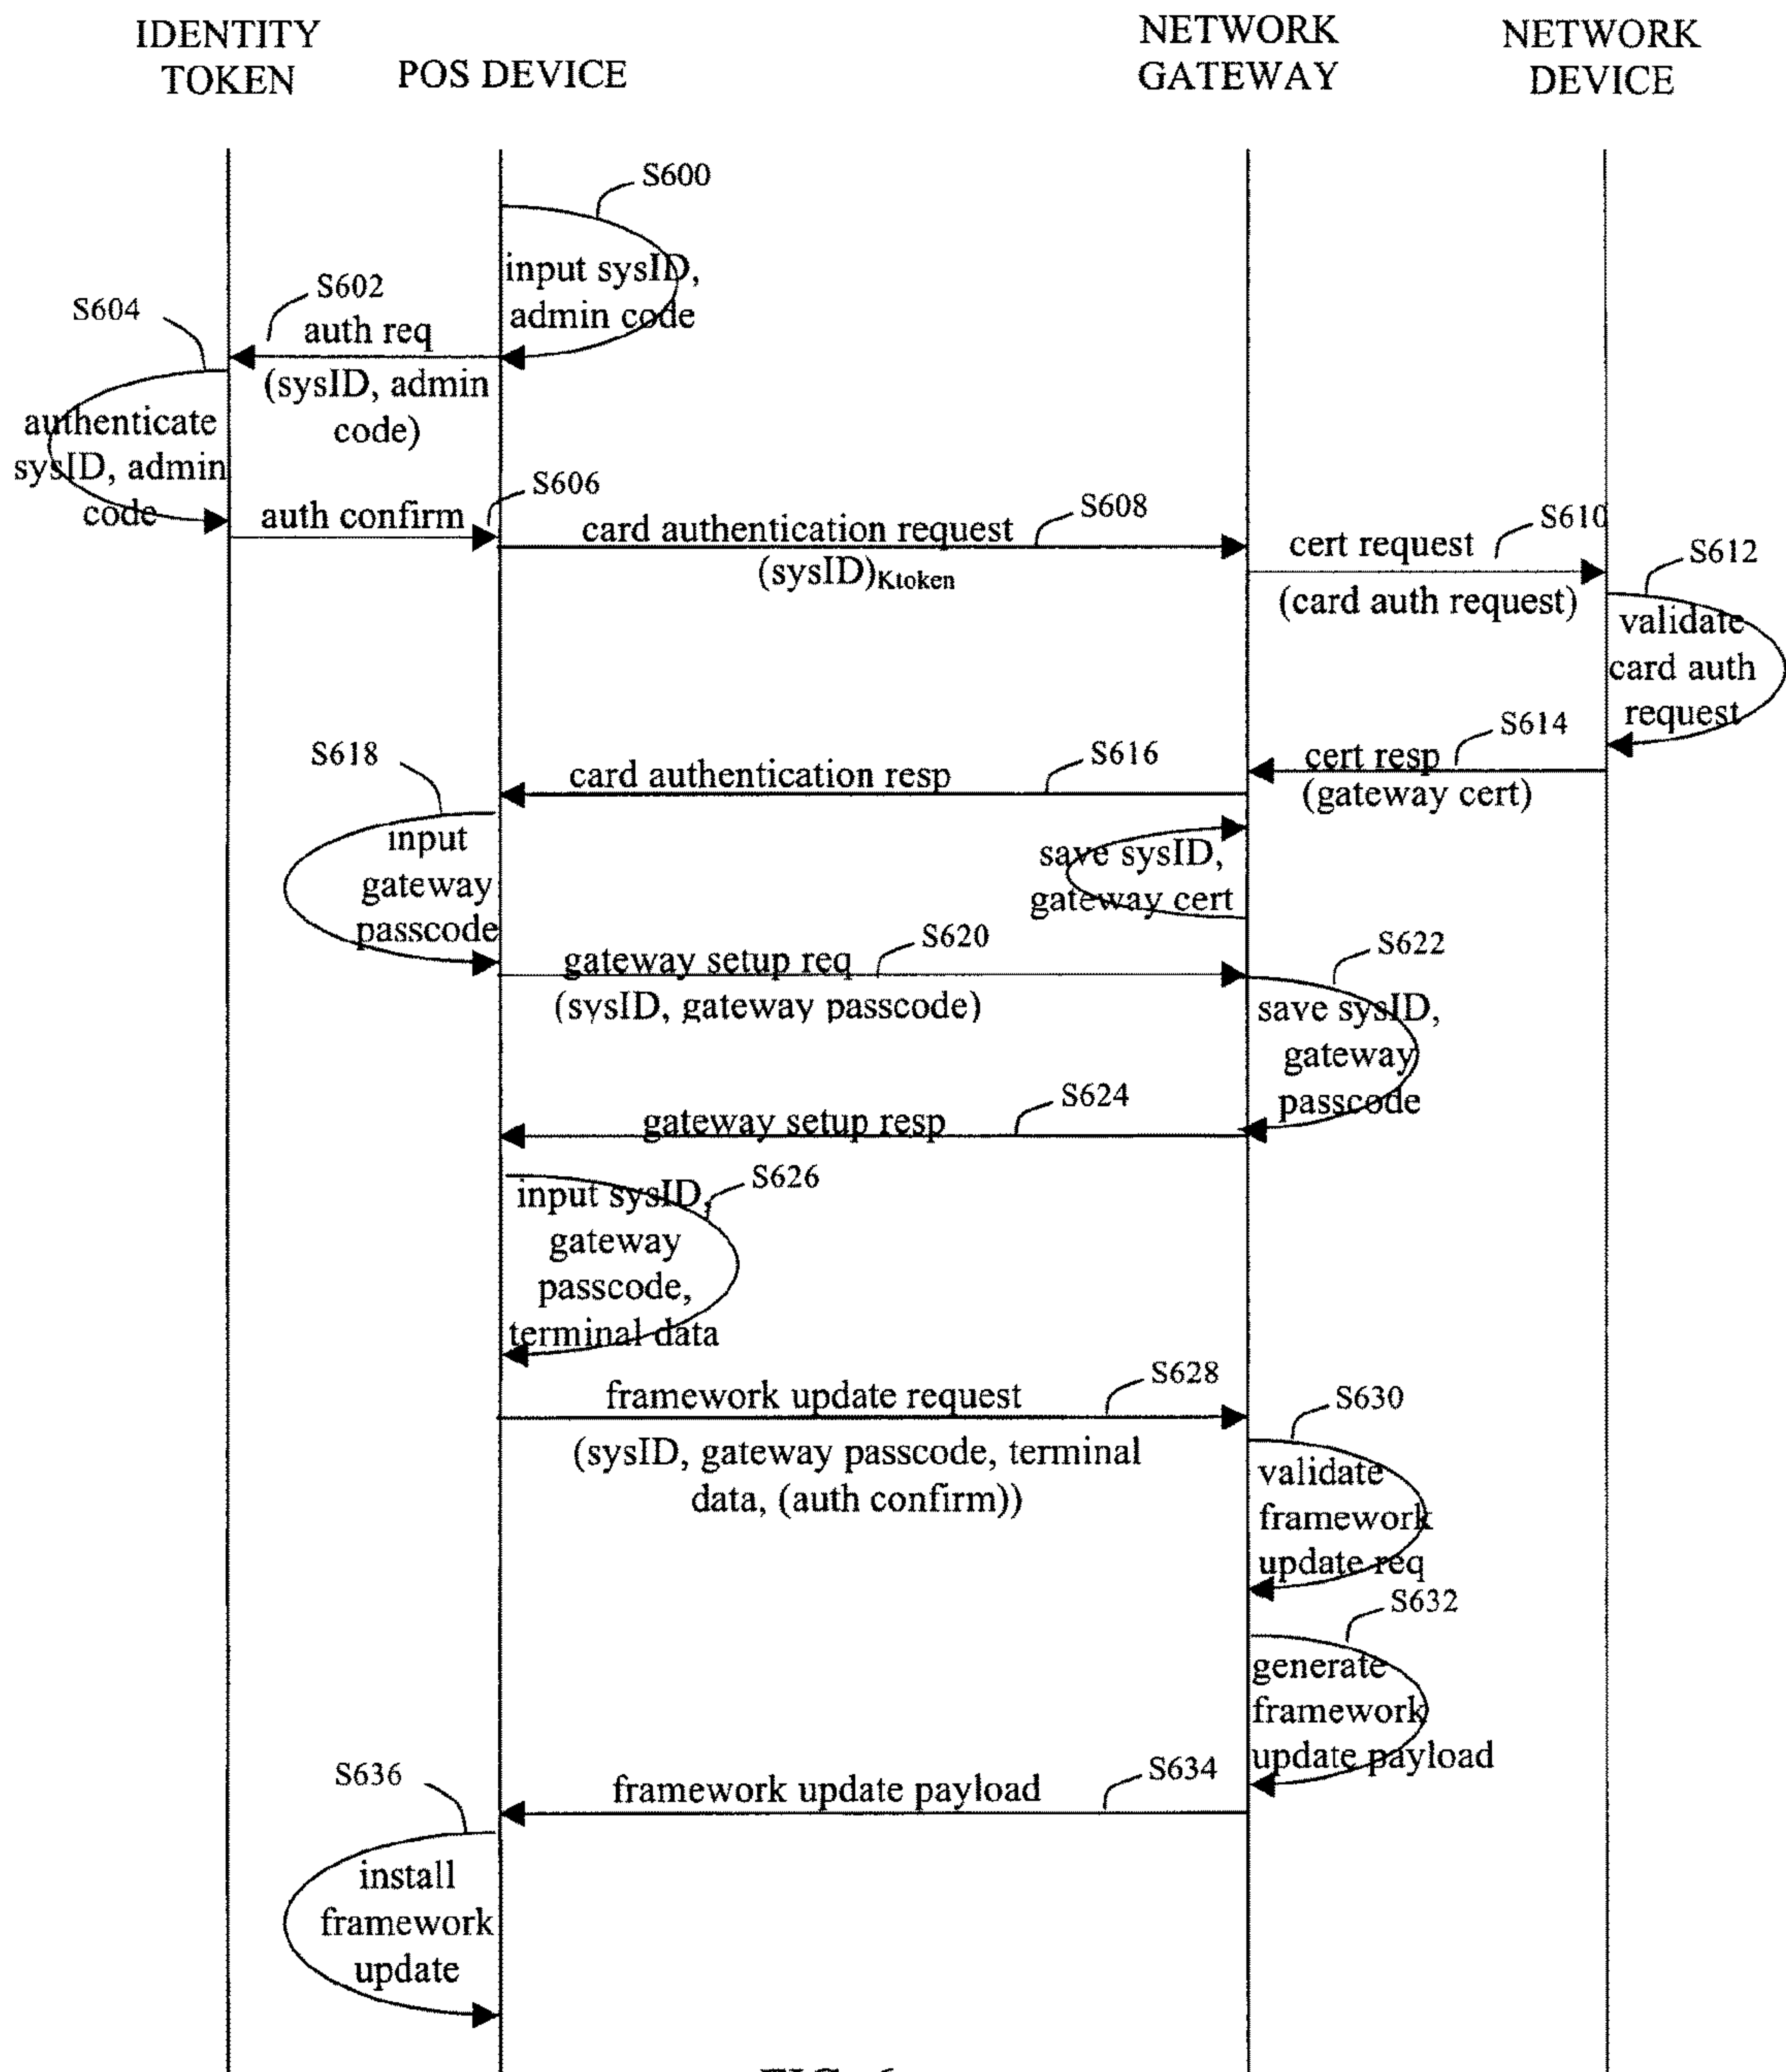 IDENTITY
TOKEN
POS DEVICE
NETWORK
GATEWAY
NETWORK
DEVICE
S600
input sysID,
admin code
S602
auth req
(sysID, admin
code)
S604
authenticate
sysID, admin
code
S606
auth confirm
S608
card authentication request
(sysID)Ktoken
S610
cert request
(card auth request)
S612
validate
card auth
request
S614
cert resp
(gateway cert)
S616
card authentication resp
save sysID,
gateway cert
S618
input
gateway
passcode
S620
gateway setup req
(sysID, gateway passcode)
S622
save sysID,
gateway
passcode
S624
gateway setup resp
S626
input sysID,
gateway
passcode,
terminal data
S628
framework update request
(sysID, gateway passcode, terminal
data, (auth confirm))
S630
validate
framework
update req
S632
generate
framework
update payload
S634
framework update payload
S636
install
framework
update